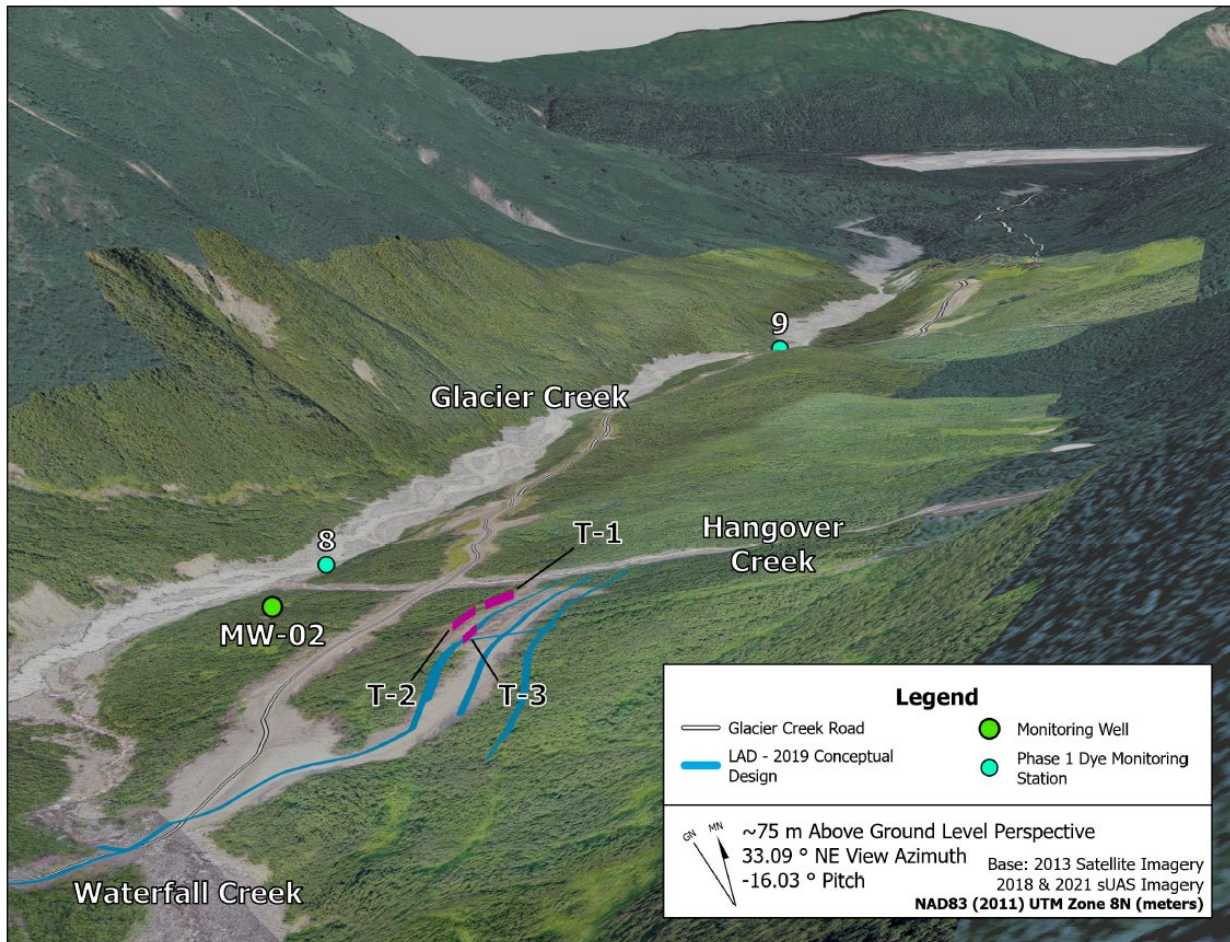 9
Glacier Creek
8
T-1
Hangover
Creek
MW-02
T-2
T-3
Waterfall Creek
Legend
Glacier Creek Road
LAD - 2019 Conceptual
Design
Monitoring Well
Phase 1 Dye Monitoring
Station
GN
MN
~75 m Above Ground Level Perspective
33.09 ° NE View Azimuth
-16.03 ° Pitch
Base: 2013 Satellite Imagery
2018 & 2021 sUAS Imagery
NAD83 (2011) UTM Zone 8N (meters)